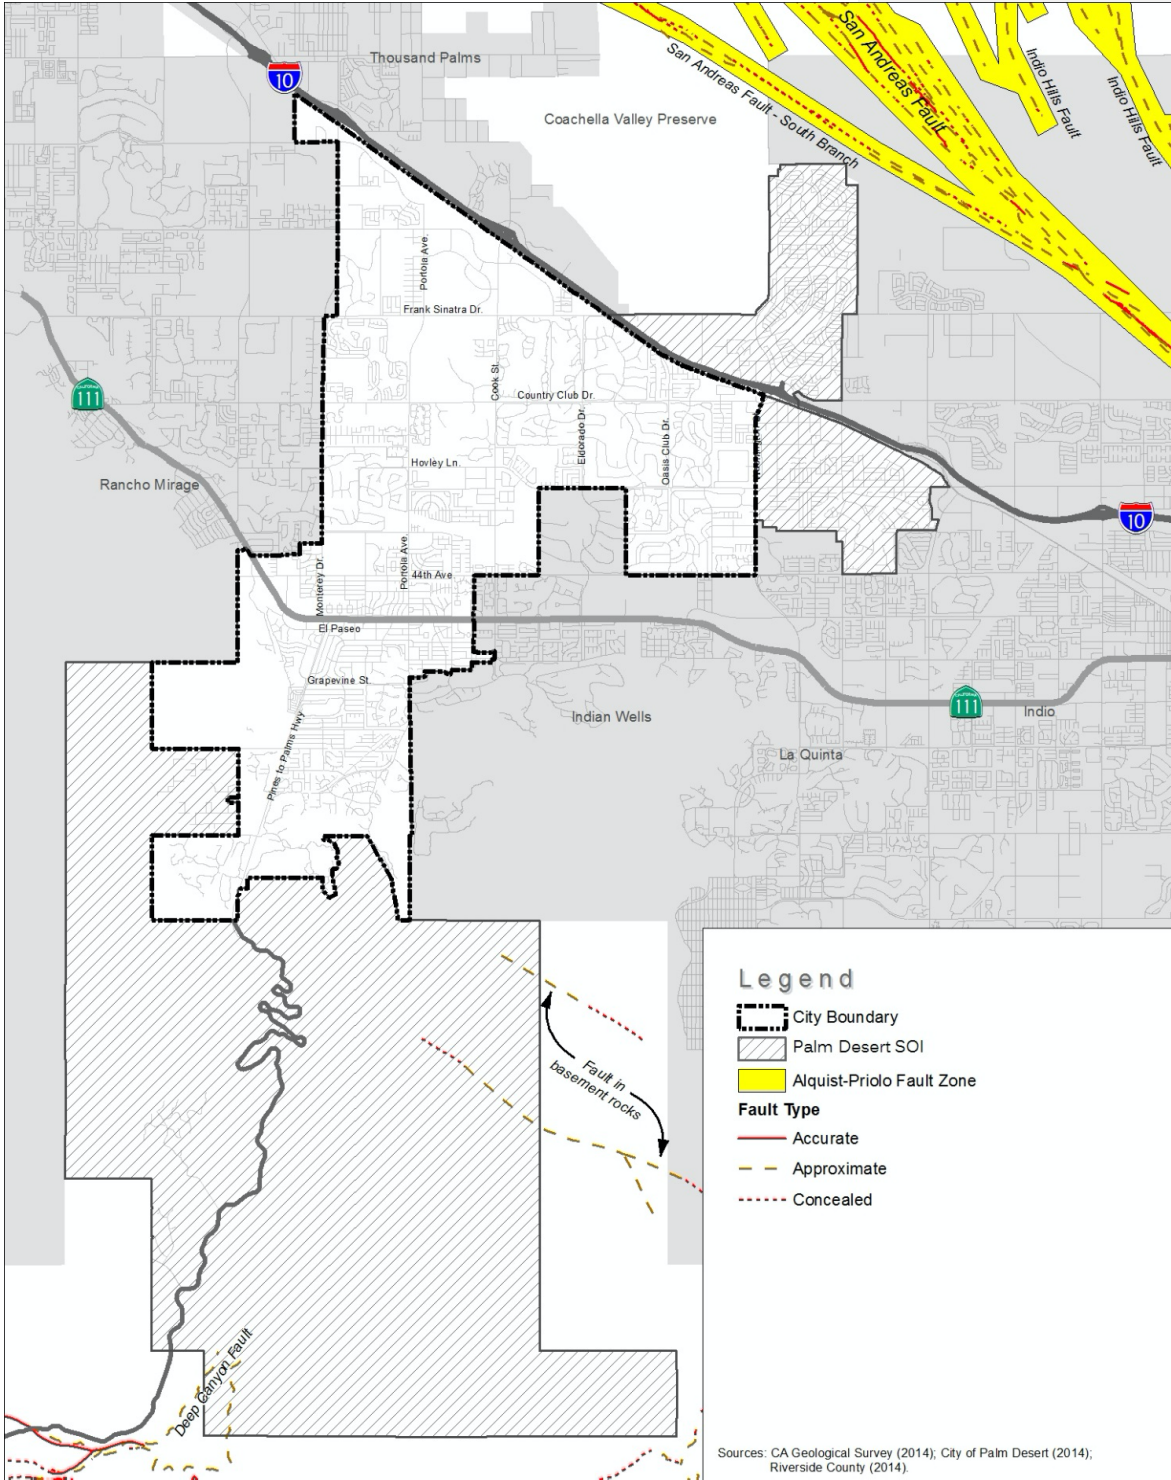 Thousand Palms
10
Coachella Valley Preserve
San Andreas Fault - South Branch
San Andreas Fault
Indio Hills Fault
Indio Hills Fault
Portola Ave.
Frank Sinatra Dr.
Cook St.
Country Club Dr.
Eldorado Dr.
Oasis Club Dr.
Hovley Ln.
CALIFORNIA
111
Rancho Mirage
10
Monterey Dr.
Portola Ave.
44th Ave
El Paseo
Grapevine St.
Pines to Palms Hwy
Indian Wells
CALIFORNIA
111
Indio
La Quinta
Fault in
basement rocks
Deep Canyon Fault
Legend
City Boundary
Palm Desert SOI
Alquist-Priolo Fault Zone
Fault Type
Accurate
Approximate
Concealed
Sources: CA Geological Survey (2014); City of Palm Desert (2014);
Riverside County (2014).